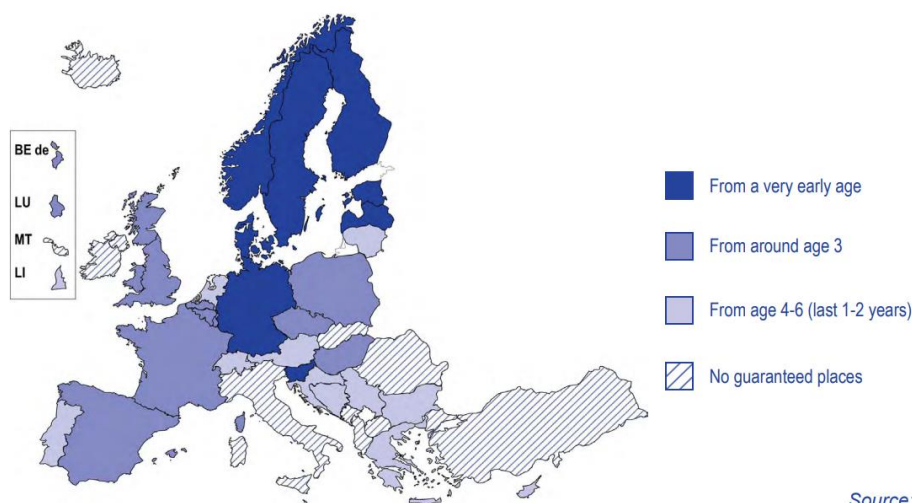 BE de
LU
MT
LI
From a very early age
From around age 3
From age 4-6 (last 1-2 years)
No guaranteed places
Source: